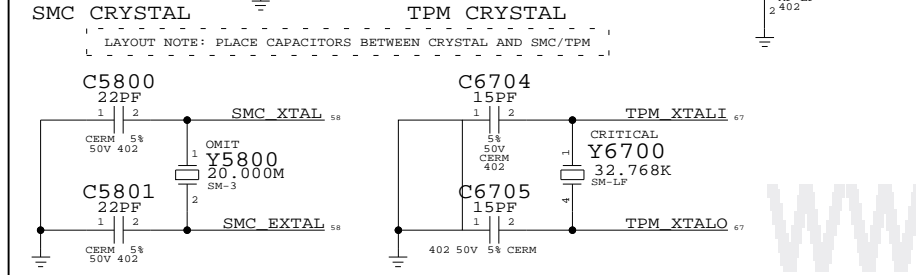 2 402
SMC CRYSTAL
TPM CRYSTAL
LAYOUT NOTE: PLACE CAPACITORS BETWEEN CRYSTAL AND SMC/TPM
C5800
22PF
1 2
CERM 5%
50V 402
SMC_XTAL 58
OMIT
1
Y5800
20.000M
SM-3
2
C5801
22PF
1 2
CERM 5%
50V 402
SMC_EXTAL 58
C6704
15PF
1 2
5%
50V
CERM
402
TPM_XTALI 67
CRITICAL
1
Y6700
32.768K
SM-LF
4
C6705
15PF
1 2
402 50V 5% CERM
TPM_XTALO 67